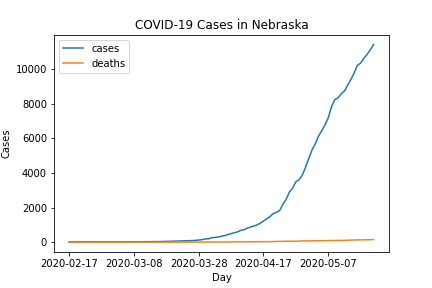 COVID-19 Cases in Nebraska
cases
deaths
10000
8000
6000
4000
2000
0
Cases
2020-02-17 2020-03-08 2020-03-28 2020-04-17 2020-05-07
Day